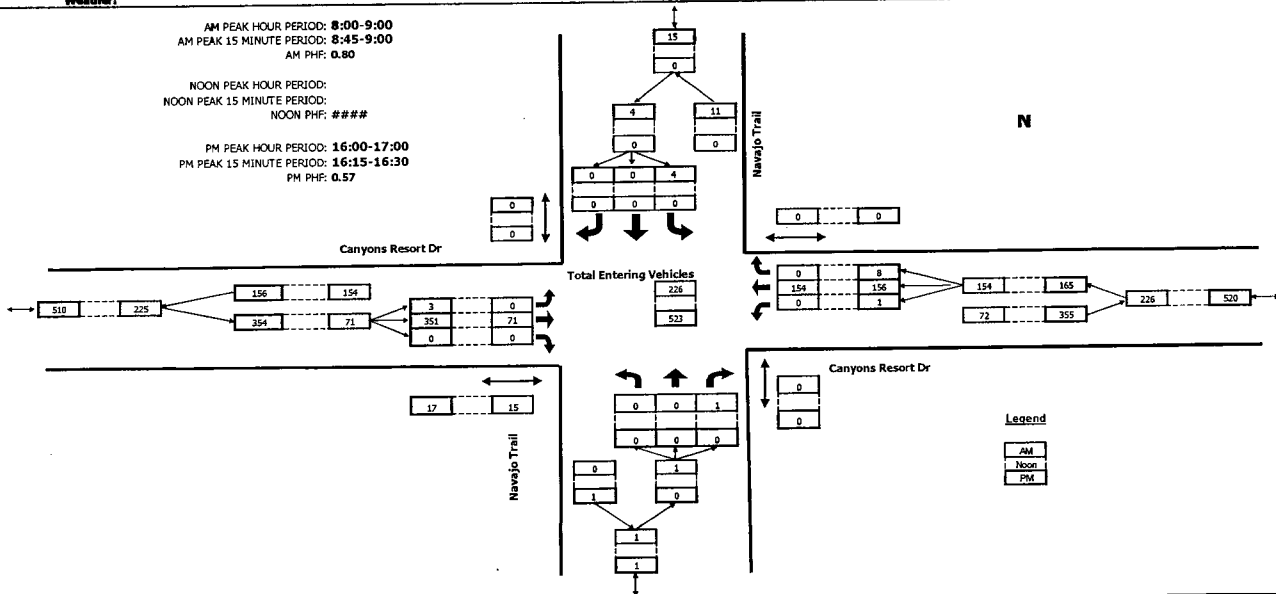 Weather:
AM PEAK HOUR PERIOD: 8:00-9:00
AM PEAK 15 MINUTE PERIOD: 8:45-9:00
AM PHF: 0.80
NOON PEAK HOUR PERIOD:
NOON PEAK 15 MINUTE PERIOD:
NOON PHF: ####
PM PEAK HOUR PERIOD: 16:00-17:00
PM PEAK 15 MINUTE PERIOD: 16:15-16:30
PM PHF: 0.57
15
0
4 11
0 0
0 0 4
0 0 0
Navajo Trail
N
0
0
0 0
Canyons Resort Dr
Total Entering Vehicles
226
523
510 225
156 154
354 71
3 0
351 71
0 0
0 8
154 156
0 1
154 165
72 355
226 520
17 15
Navajo Trail
0 0 1
0 0 0
0 1
1 0
1
1
0
0
Canyons Resort Dr
Legend
AM
Noon
PM